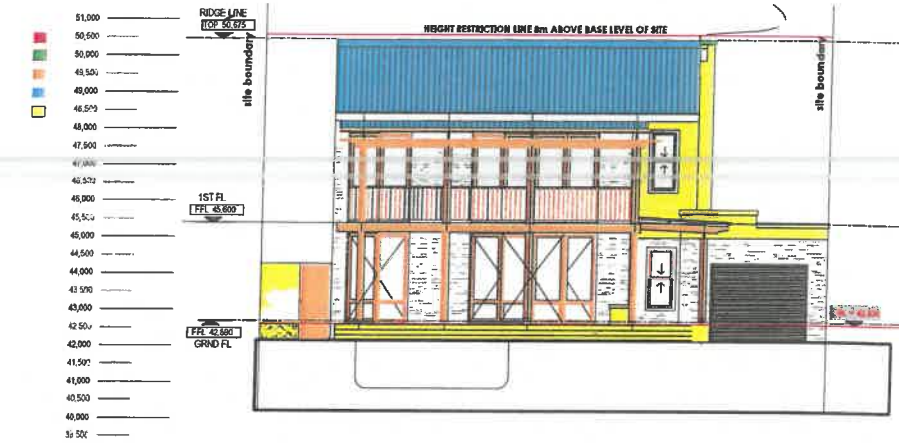 51,000
50,500
50,000
49,500
49,000
48,500
48,000
47,500
47,000
46,500
46,000
45,500
45,000
44,500
44,000
43,500
43,000
42,500
42,000
41,500
41,000
40,500
40,000
39,500
RIDGE LINE
TOP 50,675
HEIGHT RESTRICTION LINE 8m ABOVE BASE LEVEL OF SITE
site boundary
site boundary
1ST FL
FFL 45,600
FFL 42,590
GRND FL